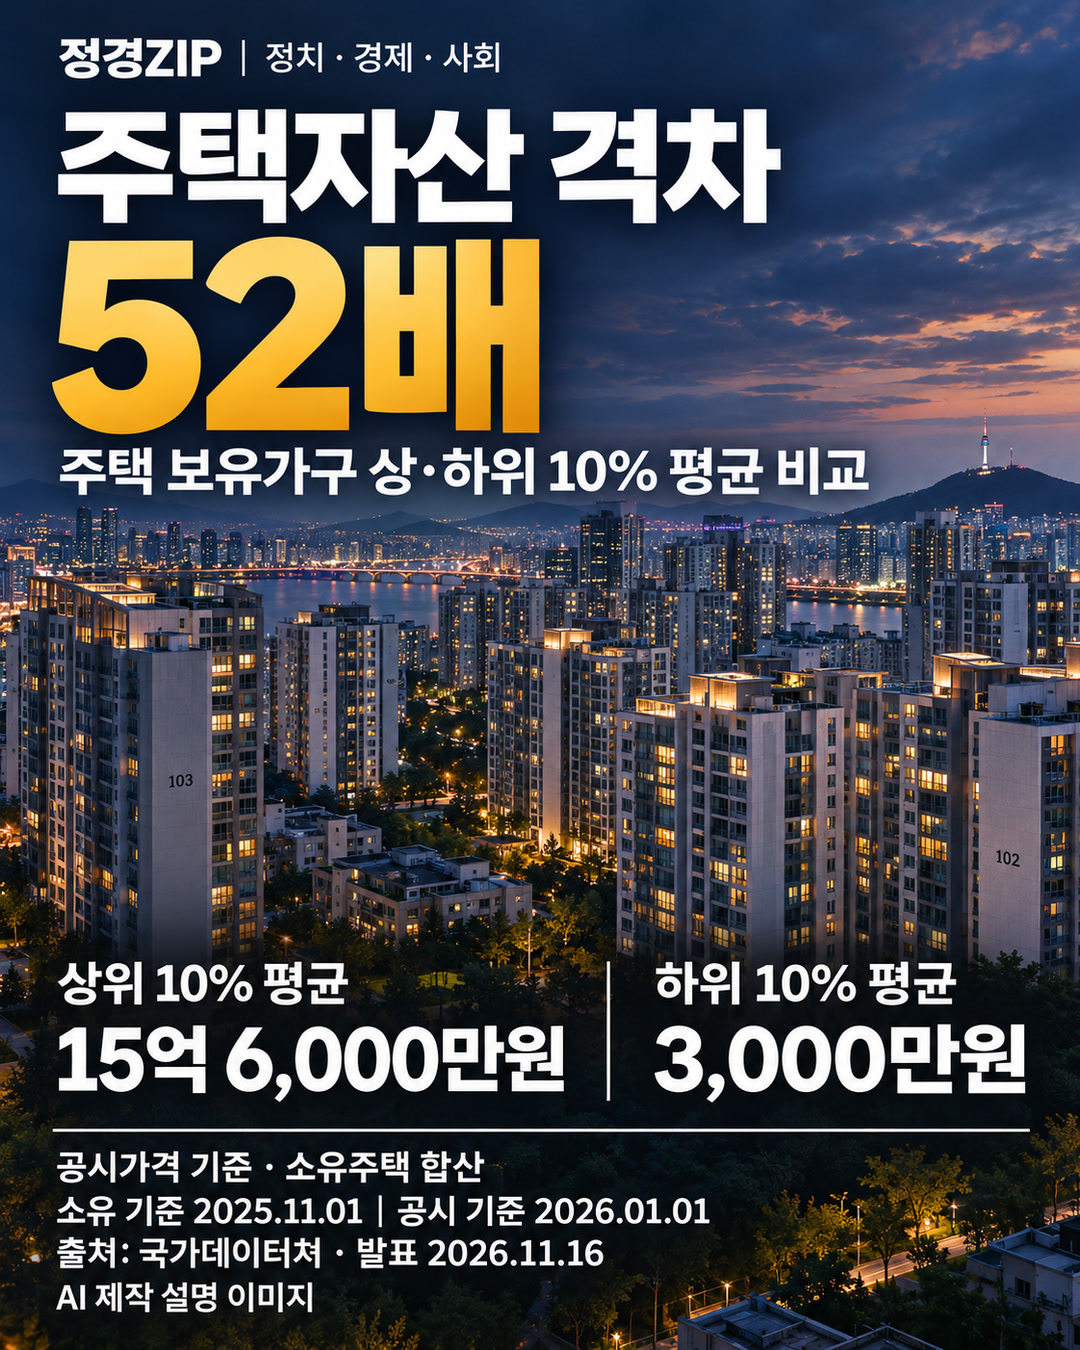 정경ZIP | 정치 · 경제 · 사회
주택자산 격차
52배
주택 보유가구 상·하위 10% 평균 비교
103
102
상위 10% 평균
15억 6,000만원
하위 10% 평균
3,000만원
공시가격 기준 · 소유주택 합산
소유 기준 2025.11.01 | 공시 기준 2026.01.01
출처: 국가데이터처 · 발표 2026.11.16
AI 제작 설명 이미지